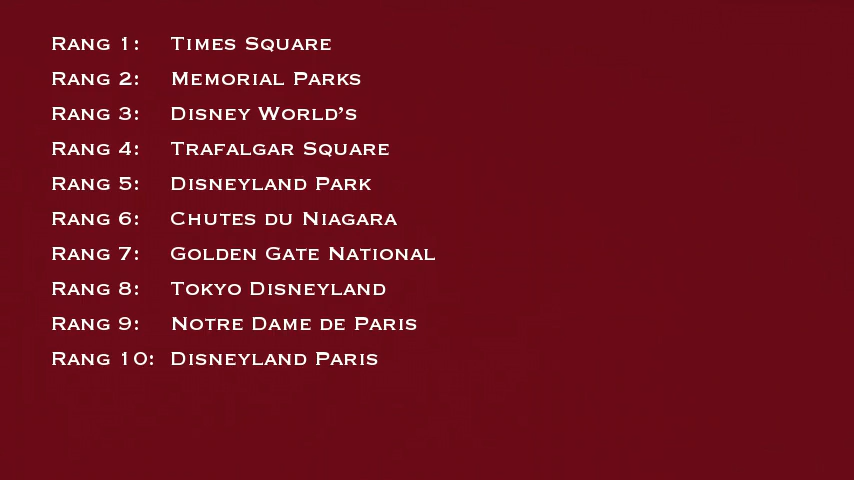 Rang 1: Times Square
Rang 2: Memorial Parks
Rang 3: Disney World's
Rang 4: Trafalgar Square
Rang 5: Disneyland Park
Rang 6: Chutes du Niagara
Rang 7: Golden Gate National
Rang 8: Tokyo Disneyland
Rang 9: Notre Dame de Paris
Rang 10: Disneyland Paris